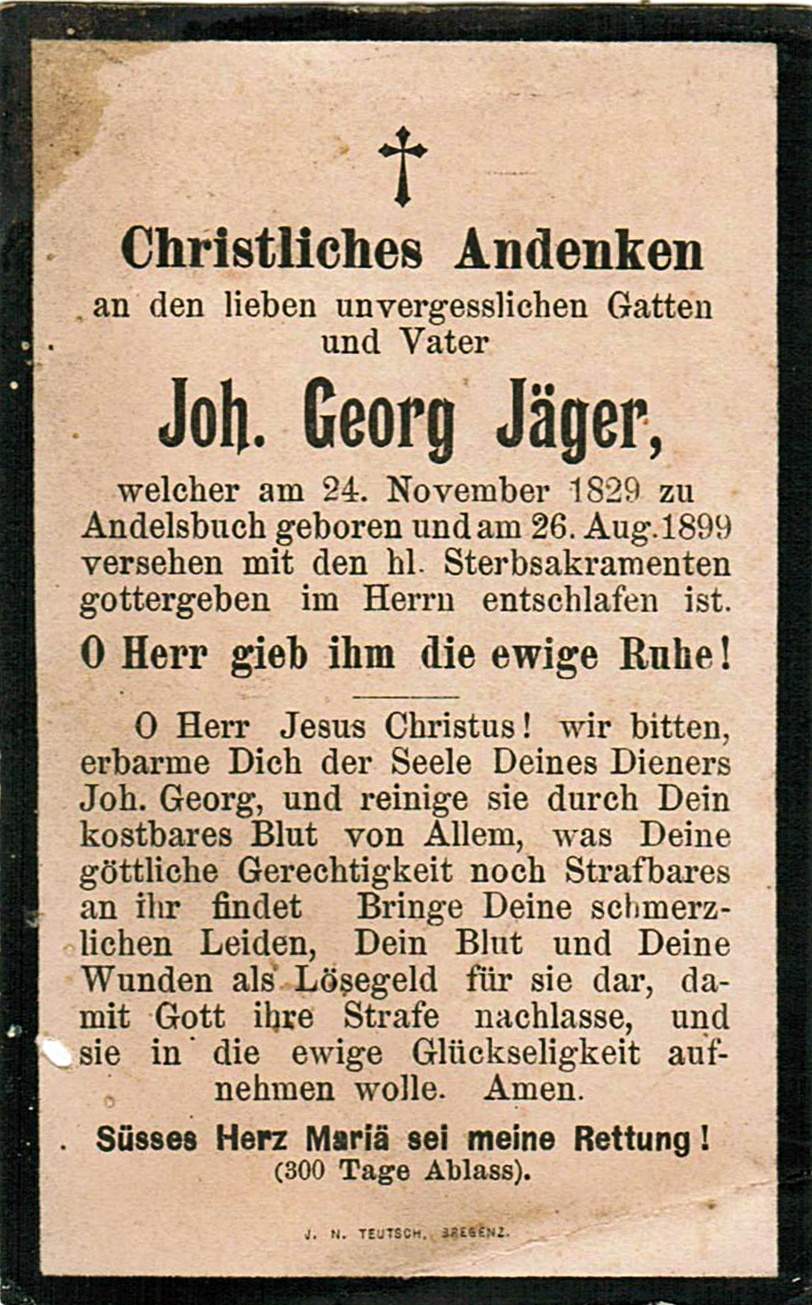 Christliches Andenken
an den lieben unvergesslichen Gatten
und Vater
Joh. Georg Jäger,
welcher am 24. November 1829 zu
Andelsbuch geboren und am 26. Aug. 1899
versehen mit den hl. Sterbsakramenten
gottergeben im Herrn entschlafen ist.
O Herr gieb ihm die ewige Ruhe!
O Herr Jesus Christus! wir bitten,
erbarme Dich der Seele Deines Dieners
Joh. Georg, und reinige sie durch Dein
kostbares Blut von Allem, was Deine
göttliche Gerechtigkeit noch Strafbares
an ihr findet Bringe Deine schmerz-
lichen Leiden, Dein Blut und Deine
Wunden als Lösegeld für sie dar, da-
mit Gott ihre Strafe nachlasse, und
sie in die ewige Glückseligkeit auf-
nehmen wolle. Amen.
Süsses Herz Mariä sei meine Rettung!
(300 Tage Ablass).
J. N. TEUTSCH, BREGENZ.